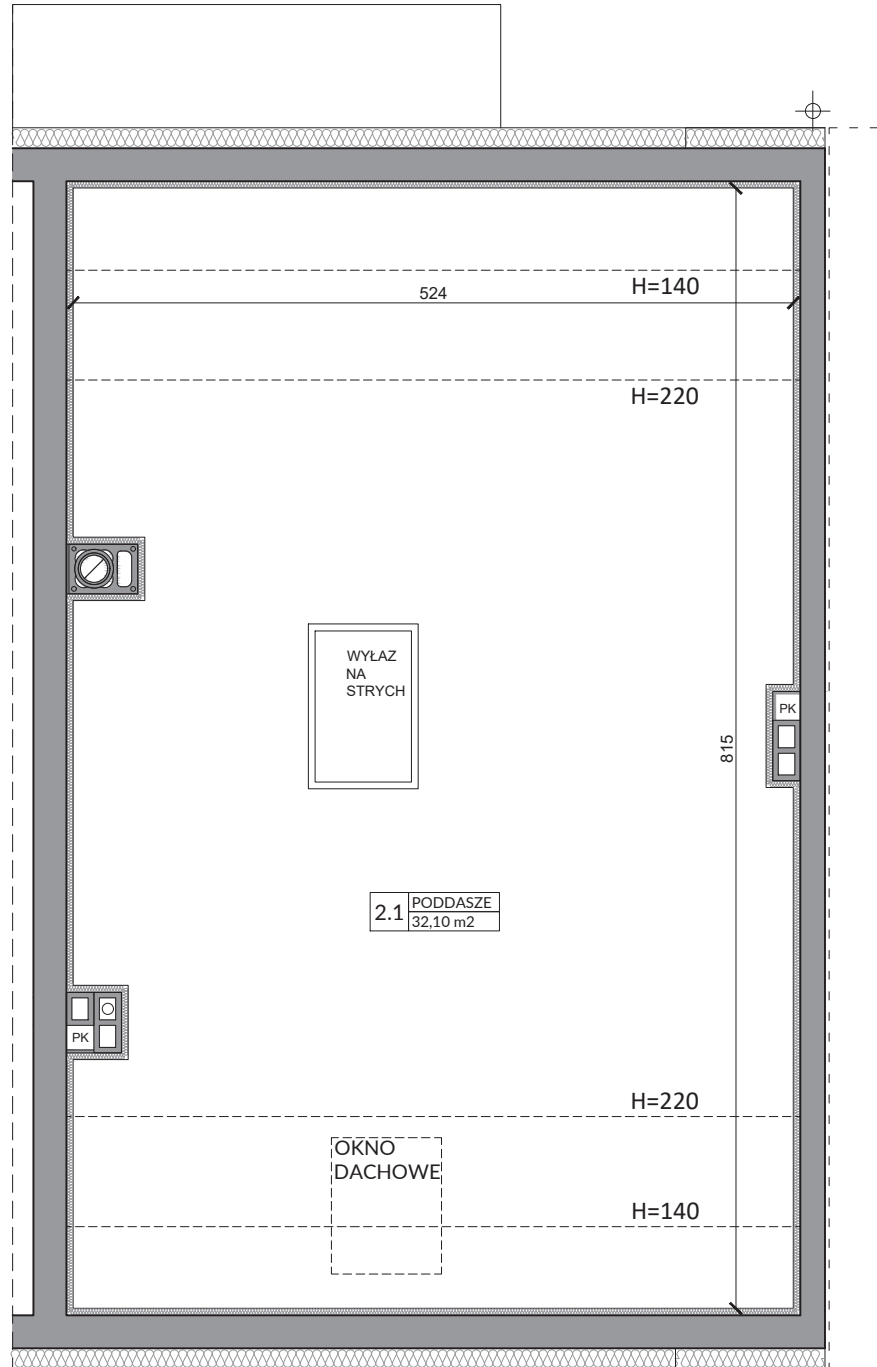 H=140
524
H=220
WYŁAZ
NA
STRYCH
PK
815
2.1 PODDASZE
32,10 m2
PK
H=220
OKNO
DACHOWE
H=140